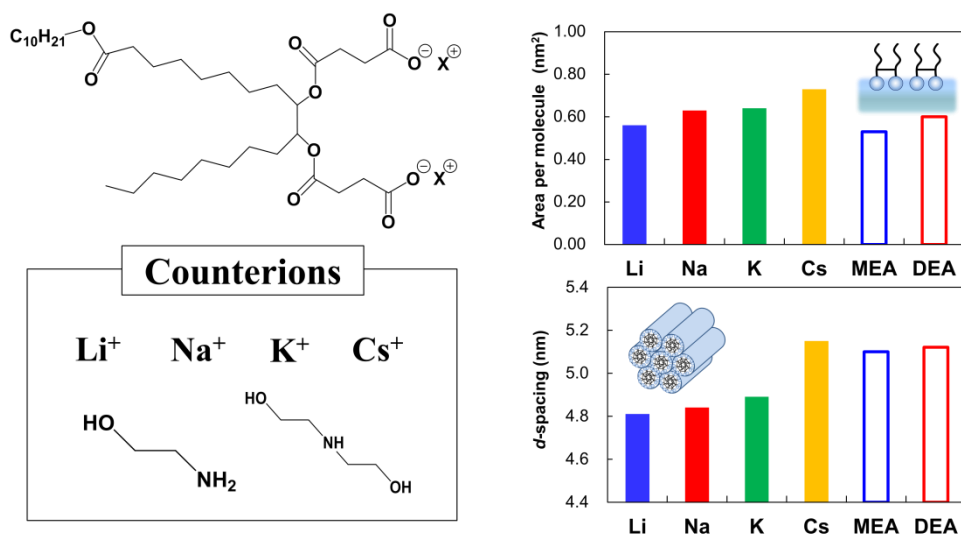 C10H21
O
O
O
O
O
O⊖ X⊕
O
O
O
O⊖ X⊕
Counterions
Li+ Na+ K+ Cs+
HO
NH2
HO
NH
OH
Area per molecule (nm2)
1.00
0.80
0.60
0.40
0.20
0.00
Li Na K Cs MEA DEA
d-spacing (nm)
5.4
5.2
5.0
4.8
4.6
4.4
Li Na K Cs MEA DEA